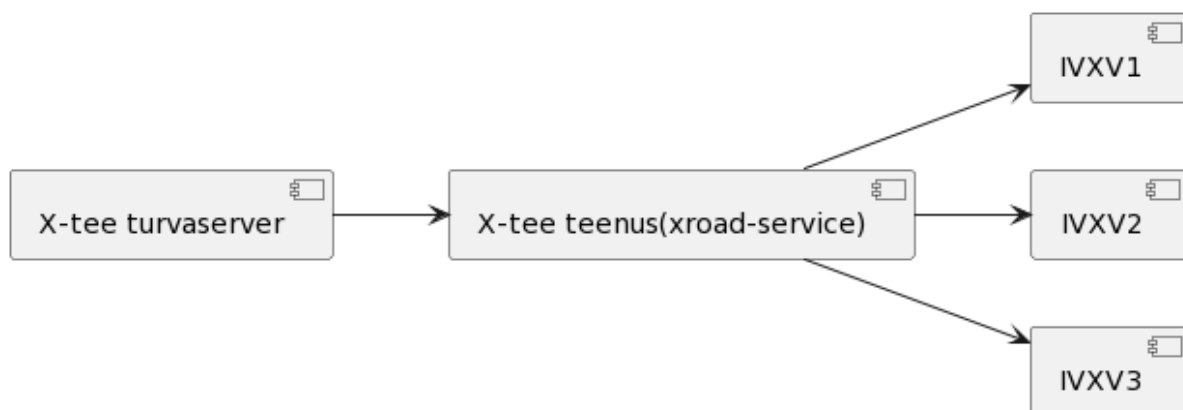 IVXV1
X-tee turvaserver
X-tee teenus(xroad-service)
IVXV2
IVXV3